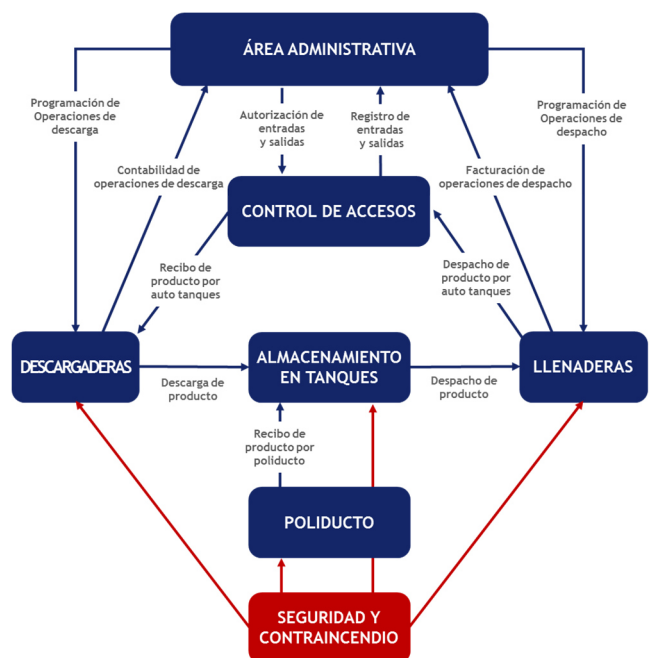 ÁREA ADMINISTRATIVA
Programación de
Operaciones de
descarga
Autorización de
entradas
y salidas
Registro de
entradas y
salidas
Programación de
Operaciones de
despacho
Contabilidad de
operaciones de descarga
Facturación de
operaciones de despacho
CONTROL DE ACCESOS
Recibo de
producto por
auto tanques
Despacho de
producto por
auto tanques
DESCARGADERAS
ALMACENAMIENTO
EN TANQUES
LLENADERAS
Descarga de
producto
Despacho de
producto
Recibo de
producto por
poliducto
POLIDUCTO
SEGURIDAD Y
CONTRAINCENDIO